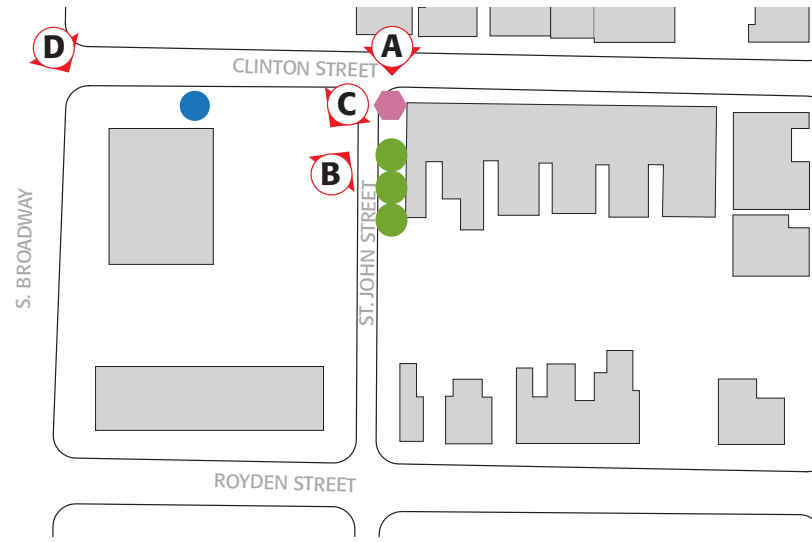 D
A
CLINTON STREET
C
B
S. BROADWAY
ST. JOHN STREET
ROYDEN STREET